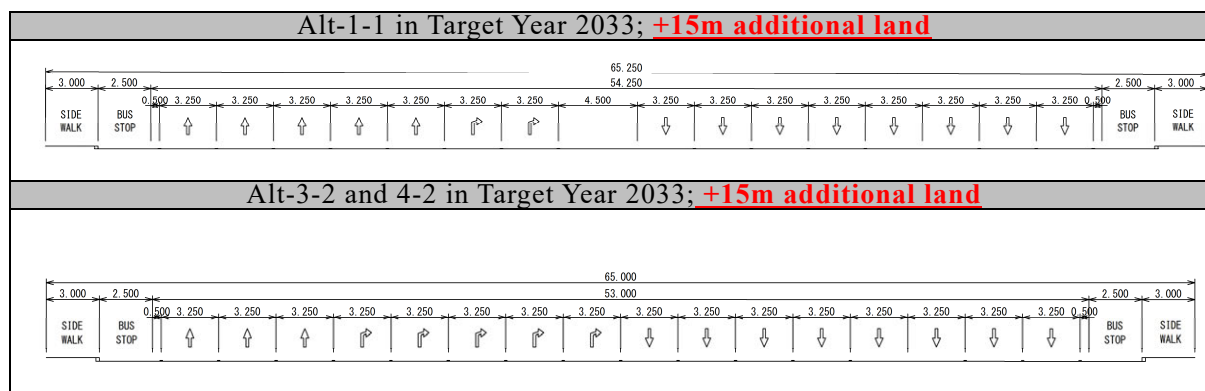 Alt-1-1 in Target Year 2033; +15m additional land
65.250
3.000 2.500 54.250 2.500 3.000
0.500 3.250 3.250 3.250 3.250 3.250 3.250 3.250 4.500 3.250 3.250 3.250 3.250 3.250 3.250 3.250 3.250 0.500
SIDE BUS BUS SIDE
WALK STOP STOP WALK
Alt-3-2 and 4-2 in Target Year 2033; +15m additional land
65.000
3.000 2.500 53.000 2.500 3.000
0.500 3.250 3.250 3.250 3.250 3.250 3.250 3.250 3.250 3.250 3.250 3.250 3.250 3.250 3.250 3.250 3.250 0.500
SIDE BUS BUS SIDE
WALK STOP STOP WALK